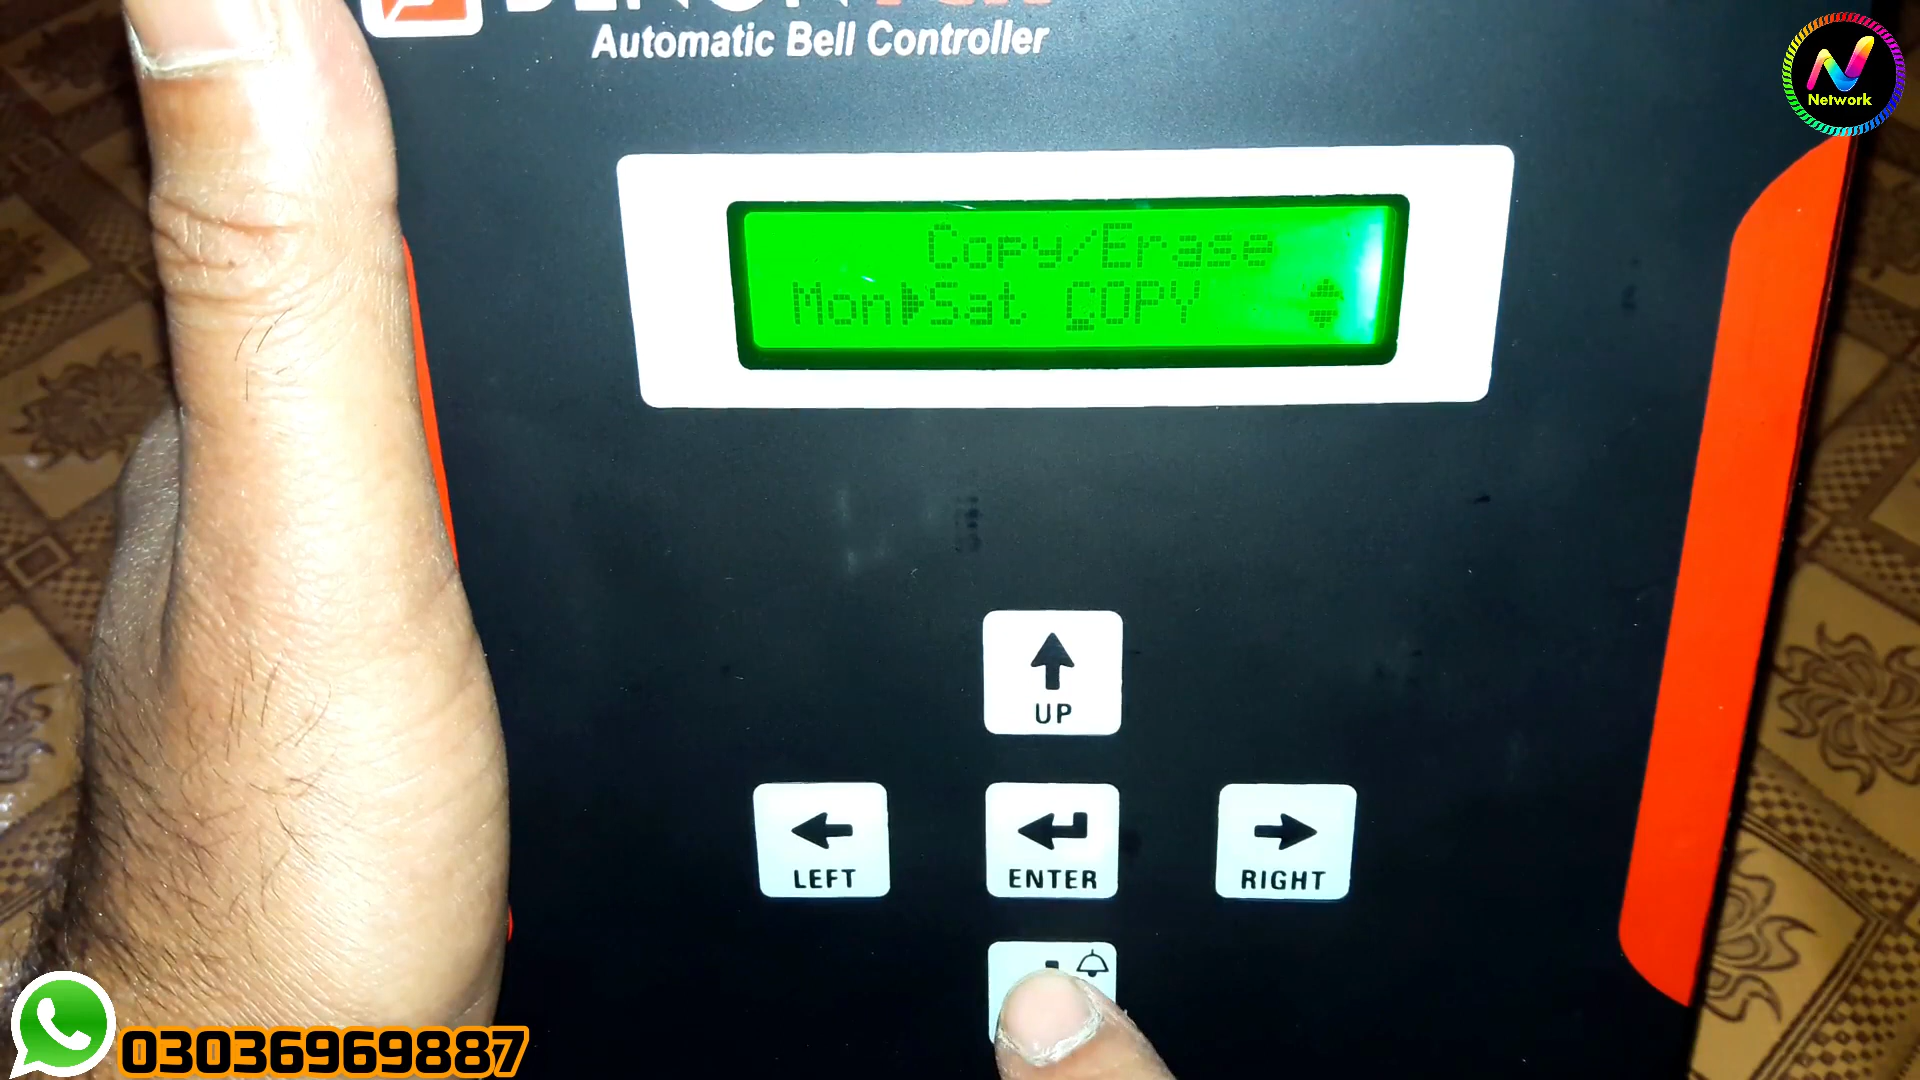 Automatic Bell Controller
Network
Copy/Erase
Mon▶Sat COPY
UP
LEFT
ENTER
RIGHT
03036969887